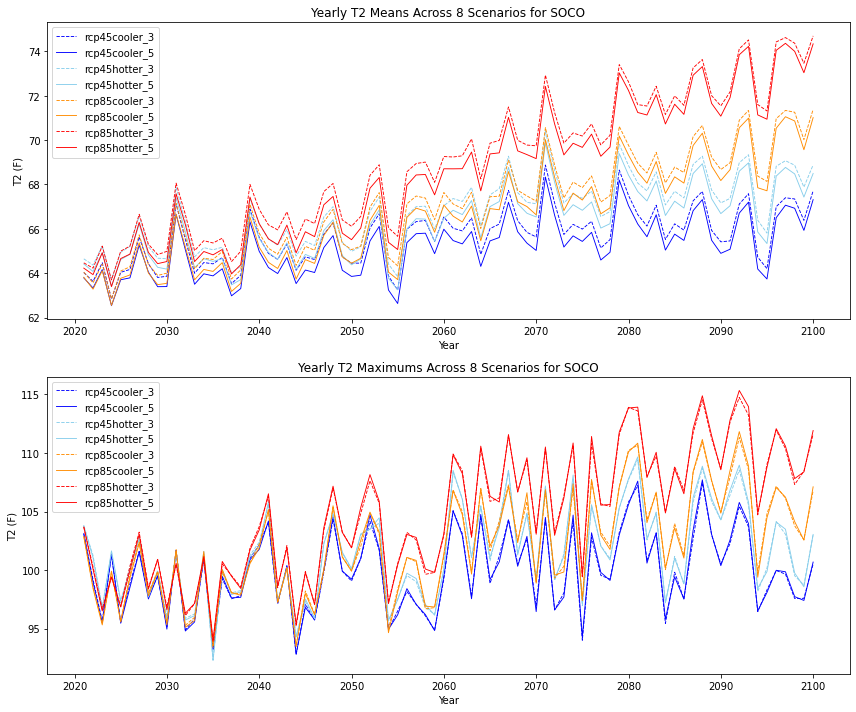 Yearly T2 Means Across 8 Scenarios for SOCO
rcp45cooler_3
rcp45cooler_5
rcp45hotter_3
rcp45hotter_5
rcp85cooler_3
rcp85cooler_5
rcp85hotter_3
rcp85hotter_5
T2 (F)
74
72
70
68
66
64
62
2020
2030
2040
2050
2060
2070
2080
2090
2100
Year
Yearly T2 Maximums Across 8 Scenarios for SOCO
rcp45cooler_3
rcp45cooler_5
rcp45hotter_3
rcp45hotter_5
rcp85cooler_3
rcp85cooler_5
rcp85hotter_3
rcp85hotter_5
T2 (F)
115
110
105
100
95
2020
2030
2040
2050
2060
2070
2080
2090
2100
Year